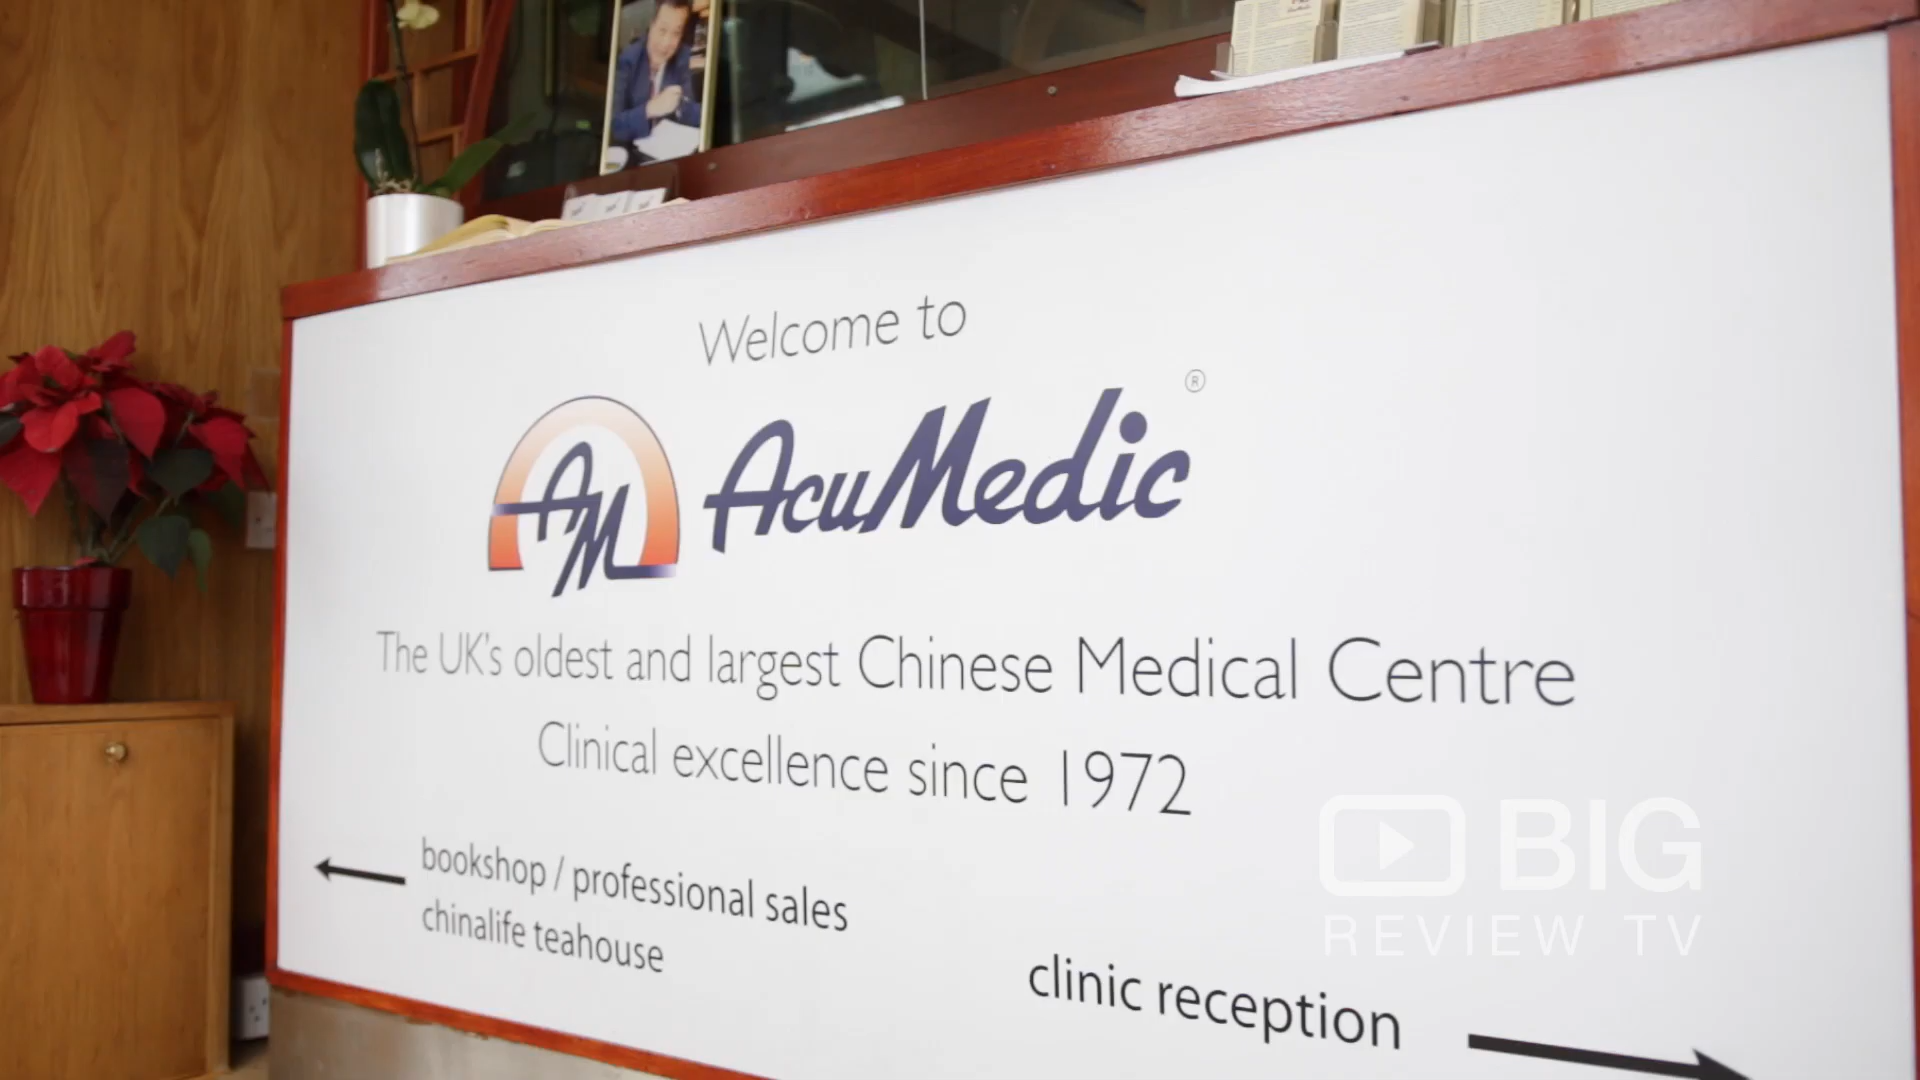 Welcome to
AM AcuMedic ®
The UK's oldest and largest Chinese Medical Centre
Clinical excellence since 1972
bookshop / professional sales
chinalife teahouse
clinic reception
BIG
REVIEW TV